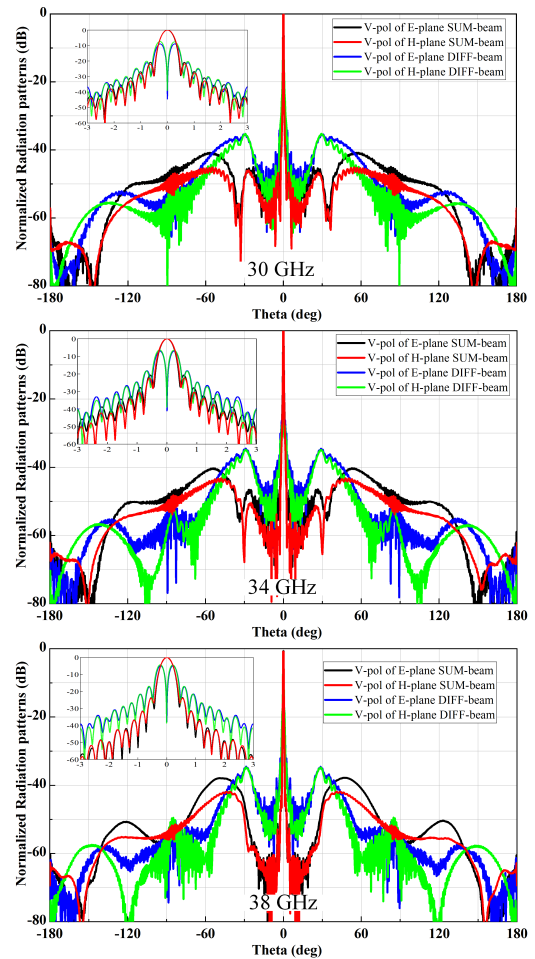 V-pol of E-plane SUM-beam
V-pol of H-plane SUM-beam
V-pol of E-plane DIFF-beam
V-pol of H-plane DIFF-beam
Normalized Radiation patterns (dB)
0
-20
-40
-60
-80
0
-10
-20
-30
-40
-50
-60
-3 -2 -1 0 1 2 3
30 GHz
-180 -120 -60 0 60 120 180
Theta (deg)
V-pol of E-plane SUM-beam
V-pol of H-plane SUM-beam
V-pol of E-plane DIFF-beam
V-pol of H-plane DIFF-beam
Normalized Radiation patterns (dB)
0
-20
-40
-60
-80
0
-10
-20
-30
-40
-50
-60
-3 -2 -1 0 1 2 3
34 GHz
-180 -120 -60 0 60 120 180
Theta (deg)
V-pol of E-plane SUM-beam
V-pol of H-plane SUM-beam
V-pol of E-plane DIFF-beam
V-pol of H-plane DIFF-beam
Normalized Radiation patterns (dB)
0
-20
-40
-60
-80
0
-10
-20
-30
-40
-50
-60
-3 -2 -1 0 1 2 3
38 GHz
-180 -120 -60 0 60 120 180
Theta (deg)